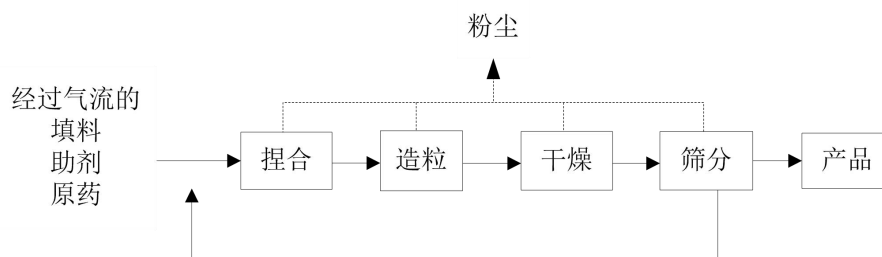 粉尘
经过气流的
填料
助剂
原药
捏合
造粒
干燥
筛分
产品